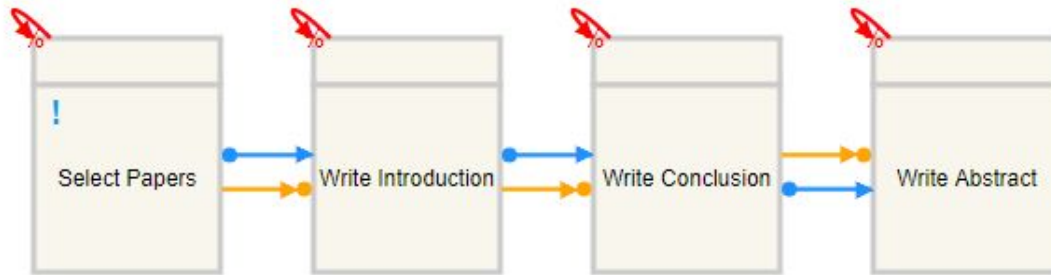 %
%
%
%
!
Select Papers
Write Introduction
Write Conclusion
Write Abstract